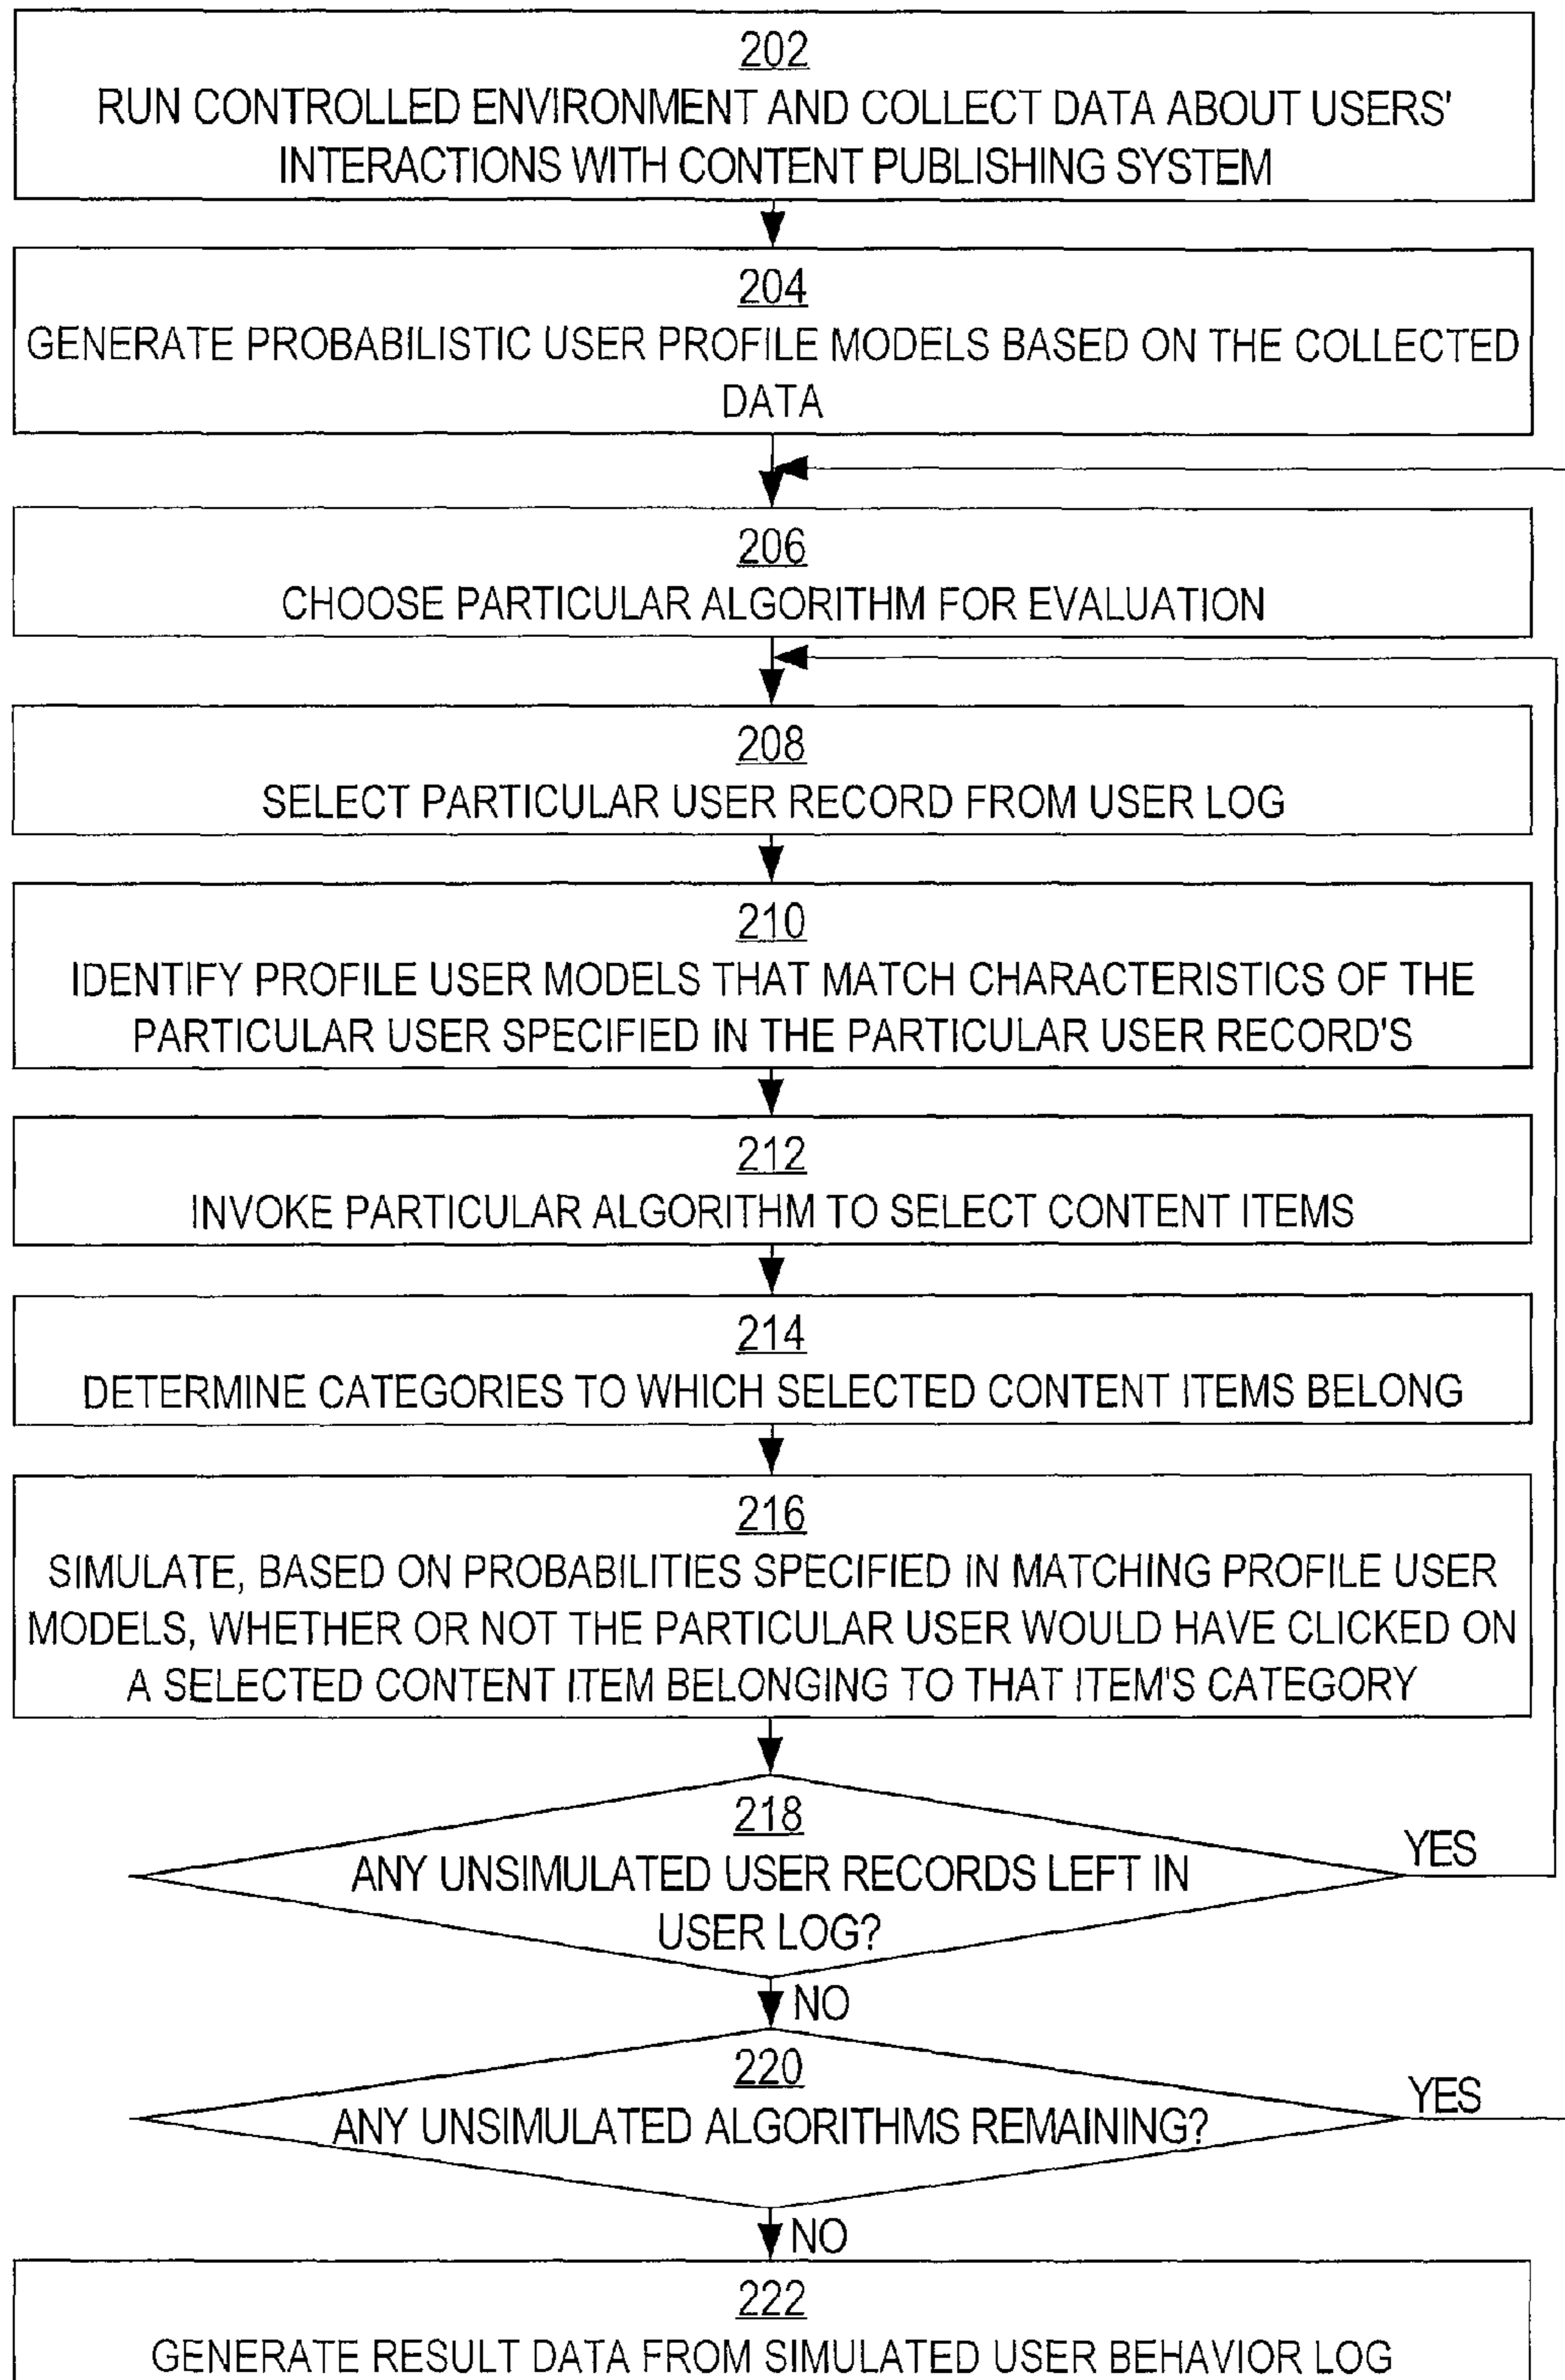 202
RUN CONTROLLED ENVIRONMENT AND COLLECT DATA ABOUT USERS'
INTERACTIONS WITH CONTENT PUBLISHING SYSTEM
204
GENERATE PROBABILISTIC USER PROFILE MODELS BASED ON THE COLLECTED
DATA
206
CHOOSE PARTICULAR ALGORITHM FOR EVALUATION
208
SELECT PARTICULAR USER RECORD FROM USER LOG
210
IDENTIFY PROFILE USER MODELS THAT MATCH CHARACTERISTICS OF THE
PARTICULAR USER SPECIFIED IN THE PARTICULAR USER RECORD'S
212
INVOKE PARTICULAR ALGORITHM TO SELECT CONTENT ITEMS
214
DETERMINE CATEGORIES TO WHICH SELECTED CONTENT ITEMS BELONG
216
SIMULATE, BASED ON PROBABILITIES SPECIFIED IN MATCHING PROFILE USER
MODELS, WHETHER OR NOT THE PARTICULAR USER WOULD HAVE CLICKED ON
A SELECTED CONTENT ITEM BELONGING TO THAT ITEM'S CATEGORY
218
ANY UNSIMULATED USER RECORDS LEFT IN
USER LOG?
YES
NO
220
ANY UNSIMULATED ALGORITHMS REMAINING?
YES
NO
222
GENERATE RESULT DATA FROM SIMULATED USER BEHAVIOR LOG